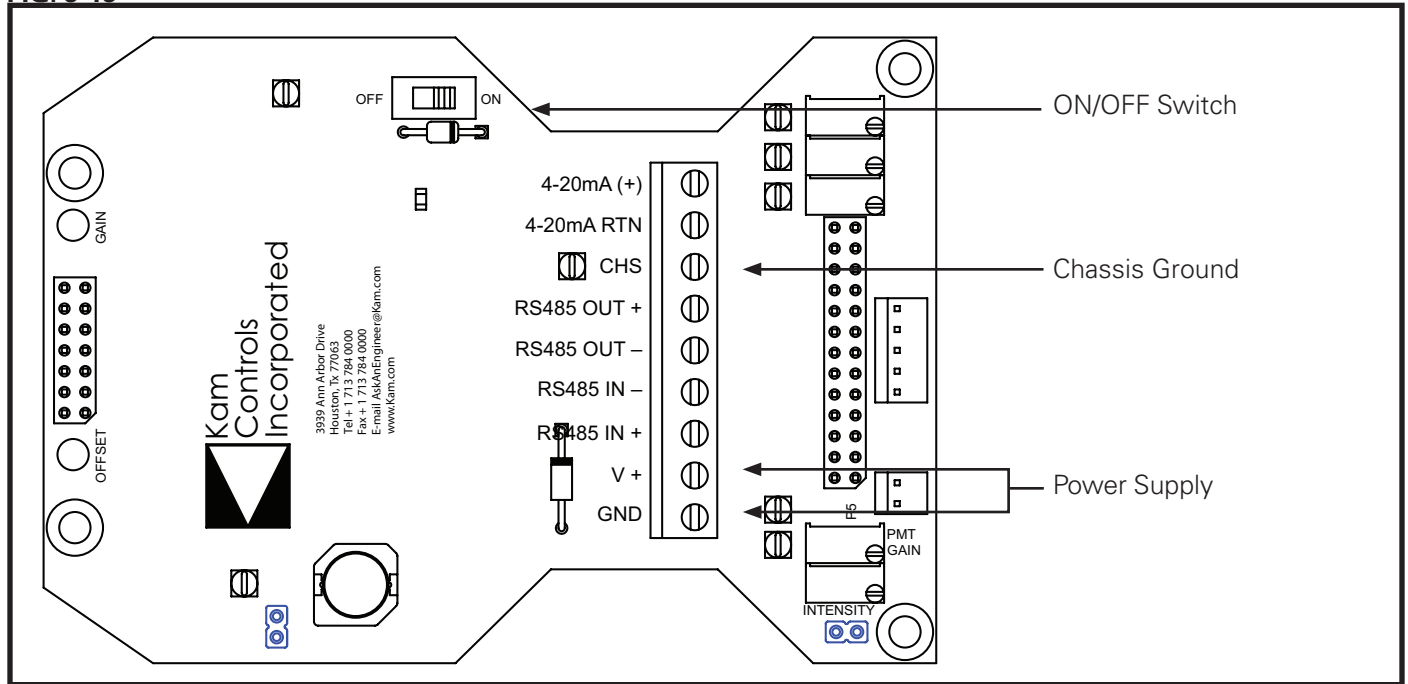 OFF
ON
ON/OFF Switch
4-20mA (+)
4-20mA RTN
CHS
Chassis Ground
RS485 OUT +
RS485 OUT –
RS485 IN –
RS485 IN +
V +
GND
Power Supply
GAIN
OFFSET
Kam
Controls
Incorporated
3939 Ann Arbor Drive
Houston, Tx 77063
Tel + 1 713 784 0000
Fax + 1 713 784 0000
E-mail AskAnEngineer@Kam.com
www.Kam.com
PMT
GAIN
INTENSITY